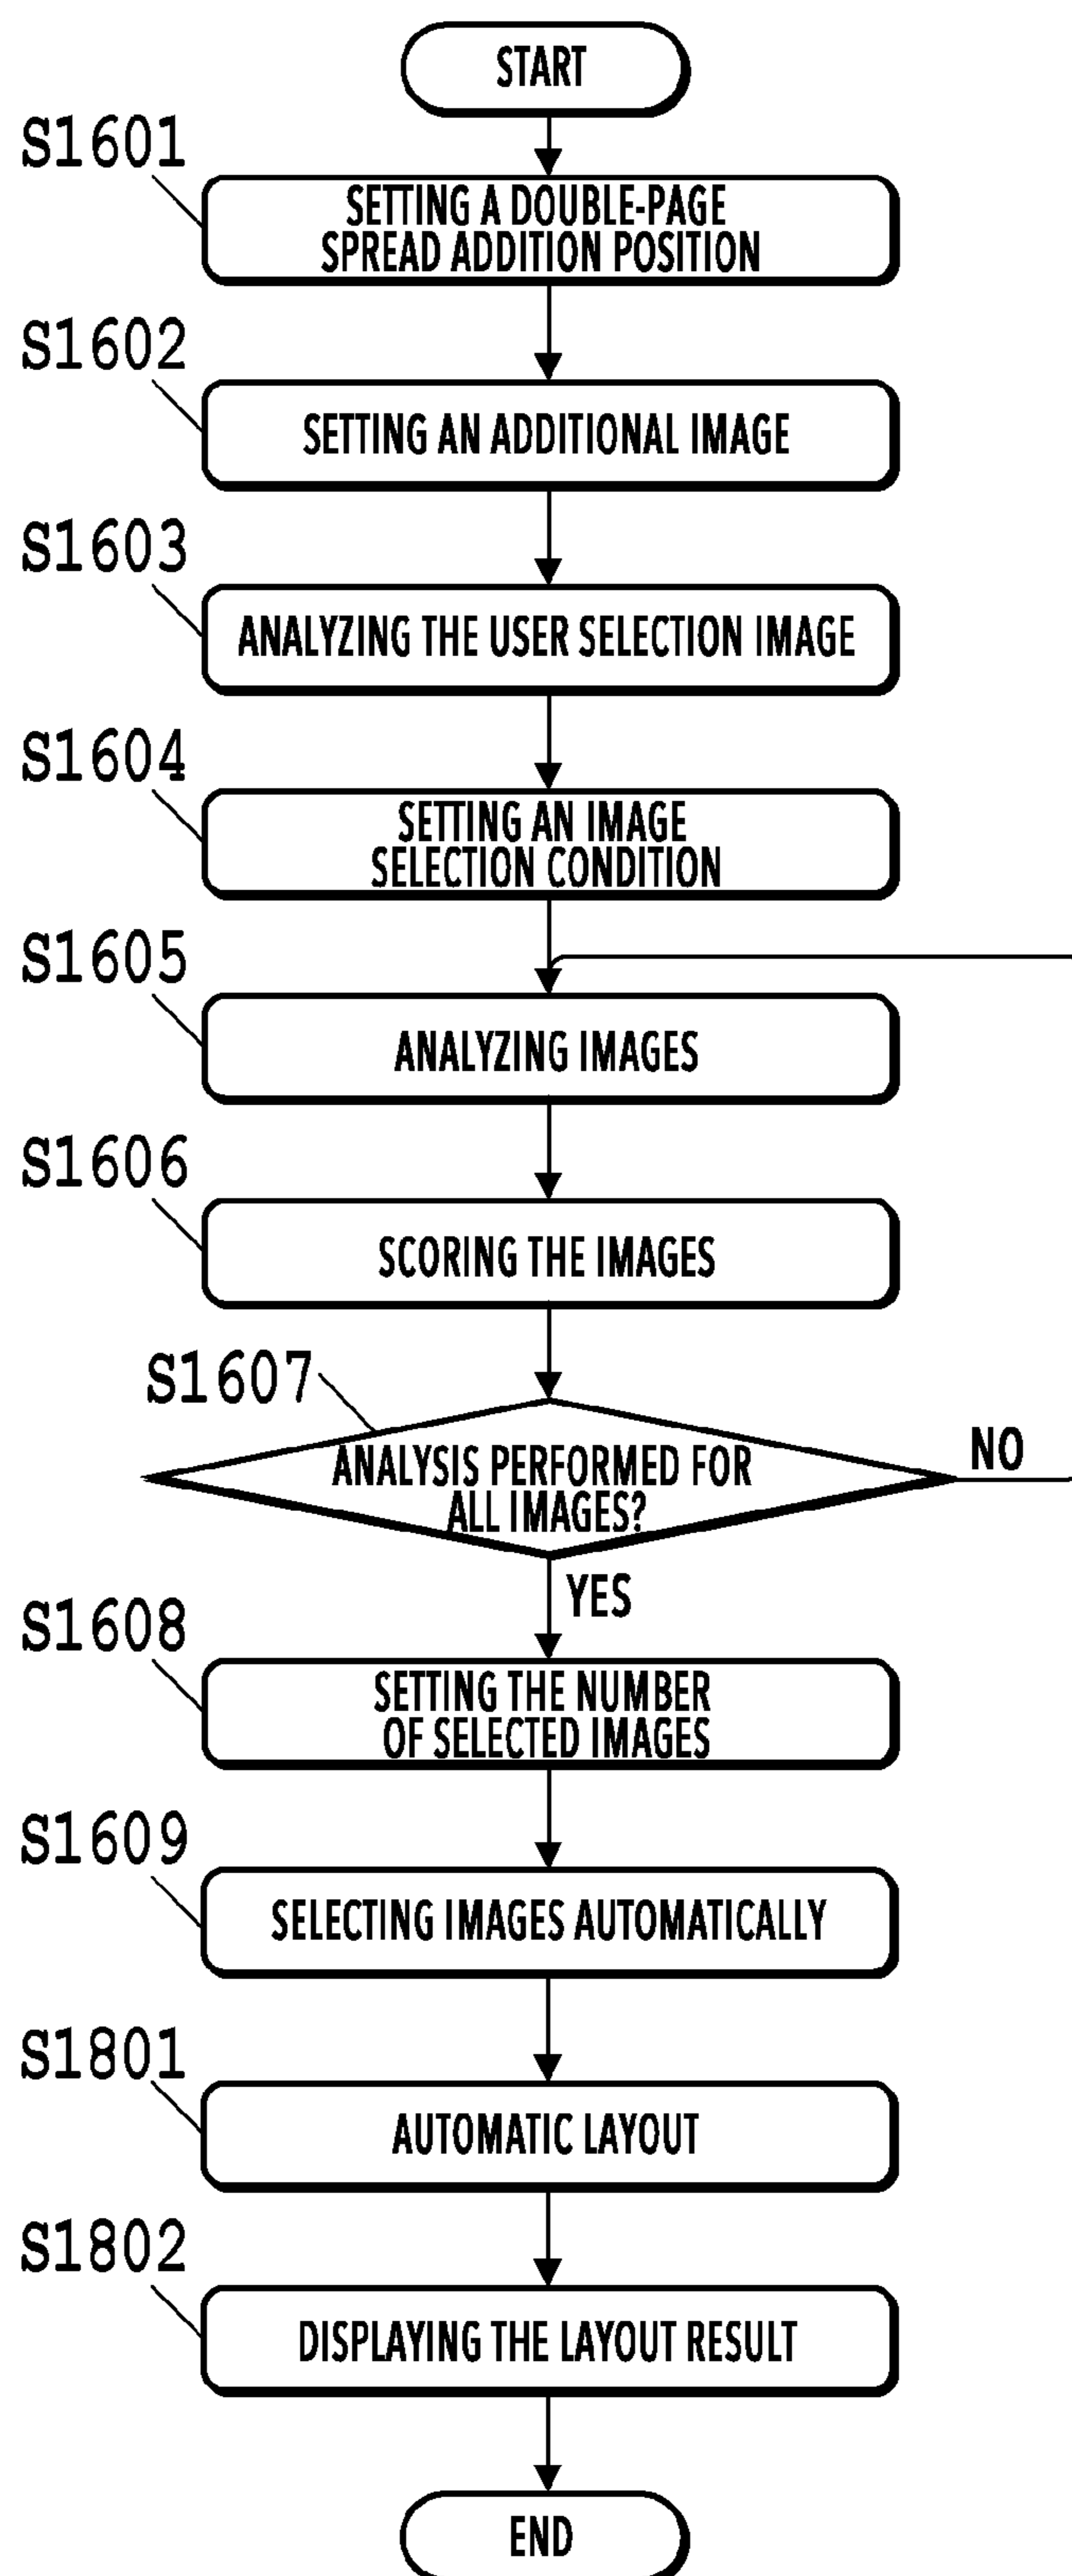 START
S1601
SETTING A DOUBLE-PAGE
SPREAD ADDITION POSITION
S1602
SETTING AN ADDITIONAL IMAGE
S1603
ANALYZING THE USER SELECTION IMAGE
S1604
SETTING AN IMAGE
SELECTION CONDITION
S1605
ANALYZING IMAGES
S1606
SCORING THE IMAGES
S1607
ANALYSIS PERFORMED FOR
ALL IMAGES?
NO
YES
S1608
SETTING THE NUMBER
OF SELECTED IMAGES
S1609
SELECTING IMAGES AUTOMATICALLY
S1801
AUTOMATIC LAYOUT
S1802
DISPLAYING THE LAYOUT RESULT
END